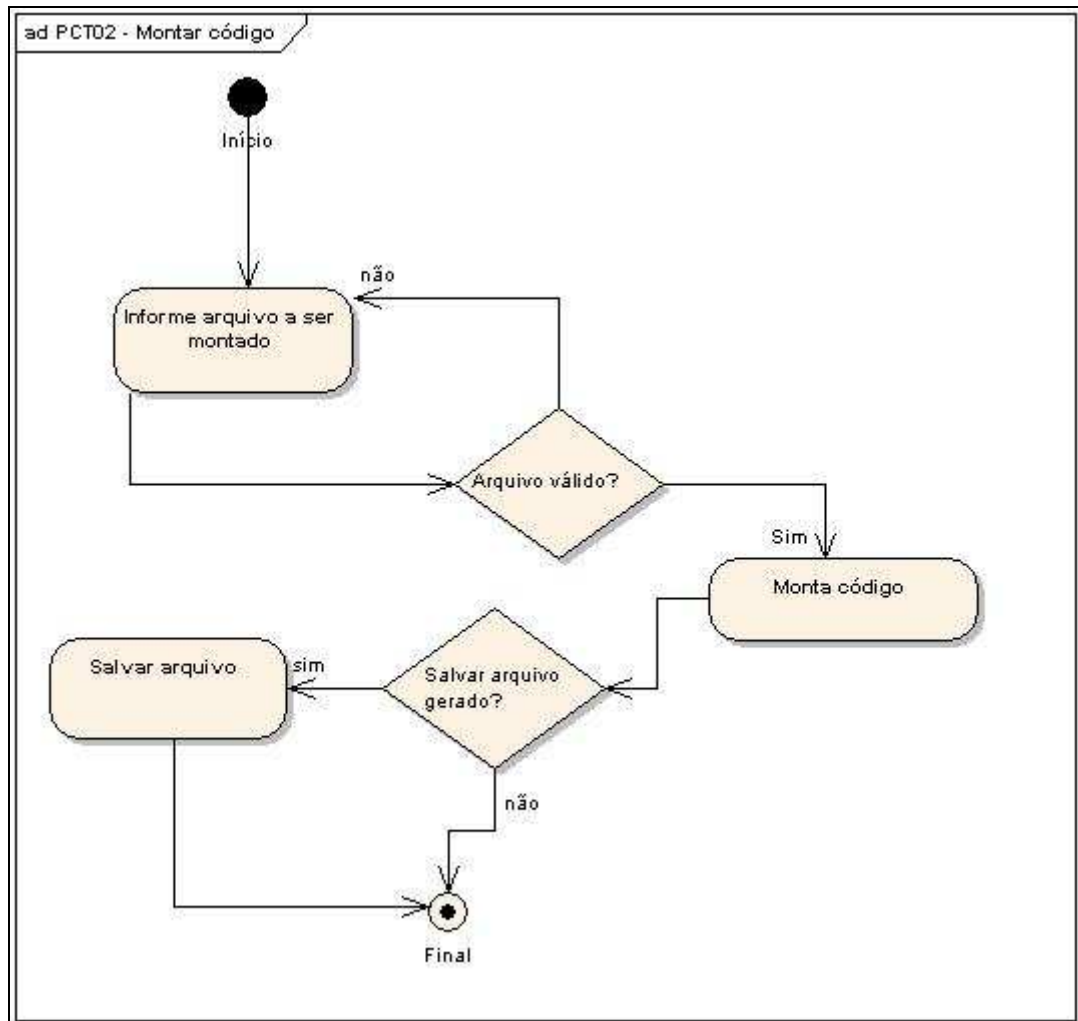 ad PCT02 - Montar código
Início
não
Informe arquivo a ser
montado
Arquivo válido?
Sim
Monta código
Salvar arquivo
sim
Salvar arquivo
gerado?
não
Final